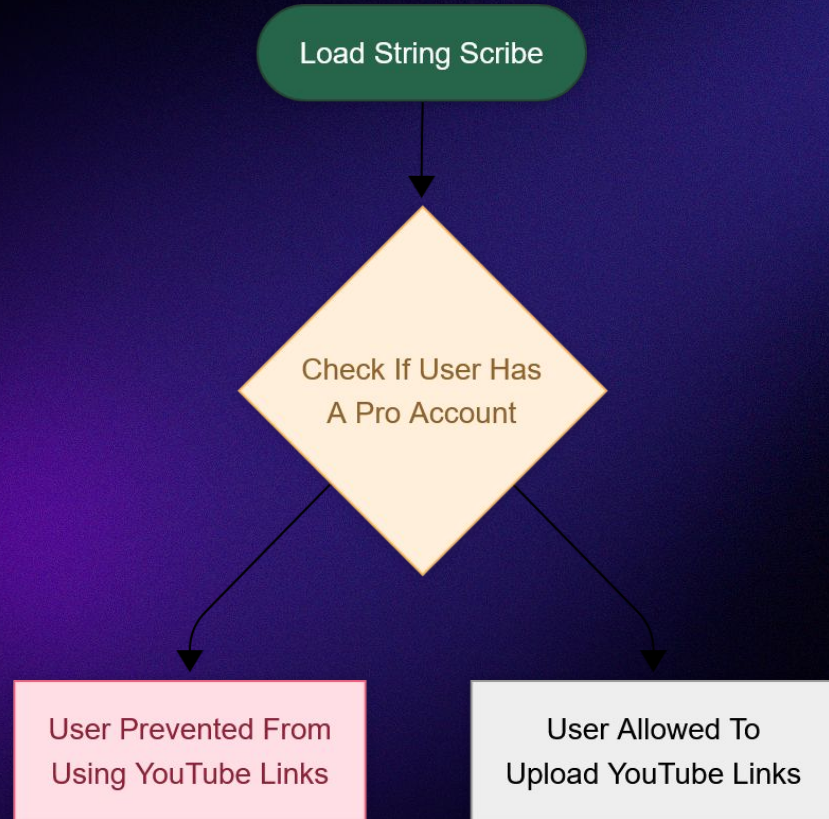 Load String Scribe
Check If User Has
A Pro Account
User Prevented From
Using YouTube Links
User Allowed To
Upload YouTube Links